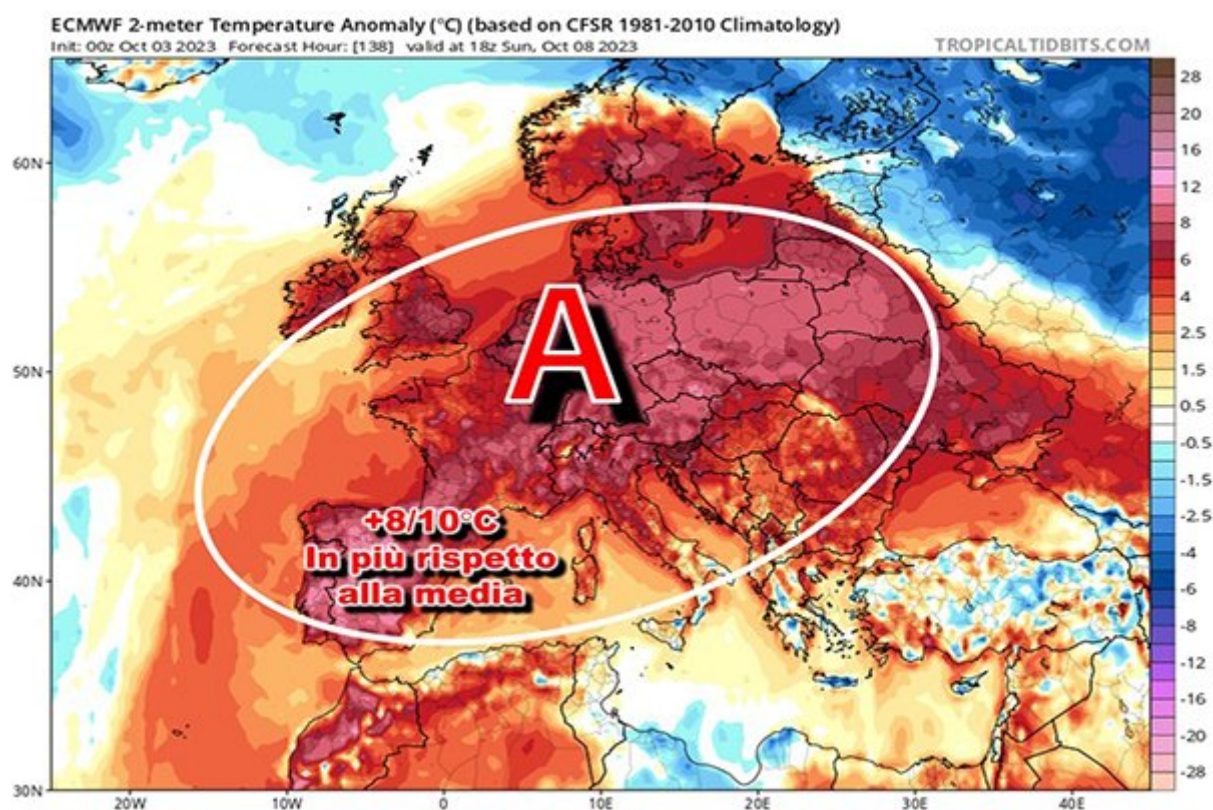 ECMWF 2-meter Temperature Anomaly (°C) (based on CFSR 1981-2010 Climatology)
Init: 00z Oct 03 2023 Forecast Hour: [138] valid at 18z Sun, Oct 08 2023
TROPICALTIDBITS.COM
60N
50N
40N
30N
A
+8/10°C
In più rispetto
alla media
28
20
16
12
8
6
4
2.5
1.5
0.5
-0.5
-1.5
-2.5
-4
-6
-8
-12
-16
-20
-28
20W
10W
0
10E
20E
30E
40E